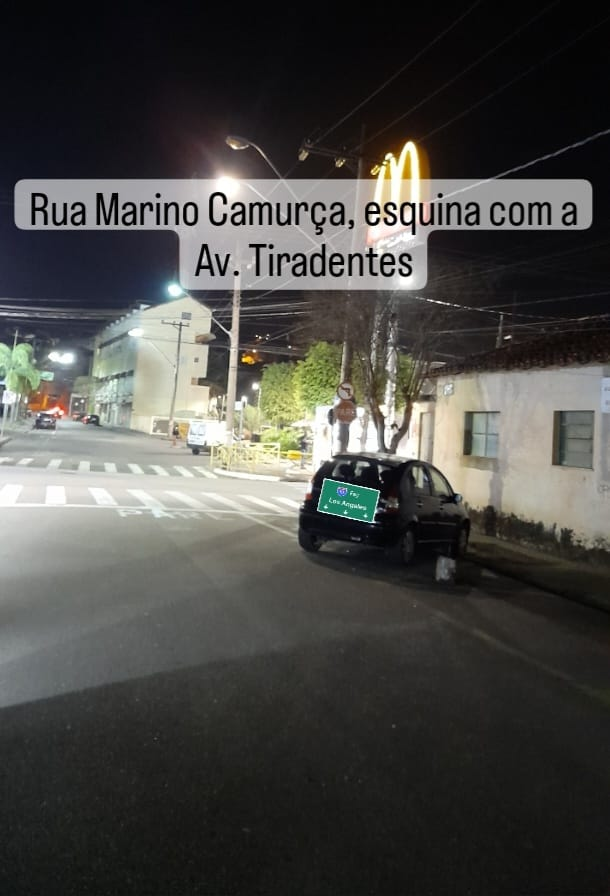 Rua Marino Camurça, esquina com a
Av. Tiradentes
PARE
Los Angeles